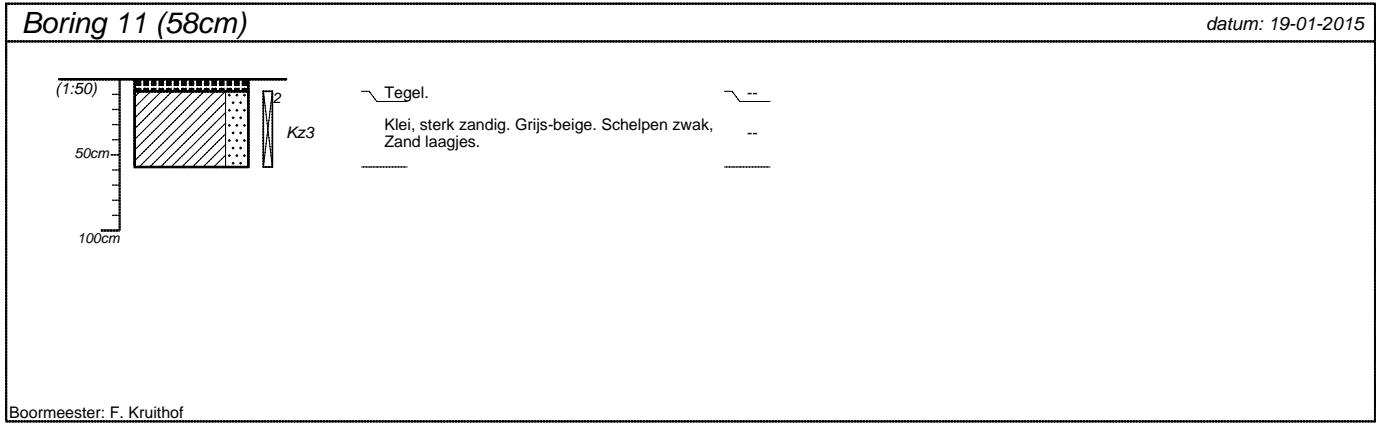 Boring 11 (58cm)
datum: 19-01-2015
(1:50)
Tegel.
--
2
Klei, sterk zandig. Grijs-beige. Schelpen zwak,
Kz3
--
Zand laagjes.
50cm
100cm
Boormeester: F. Kruithof